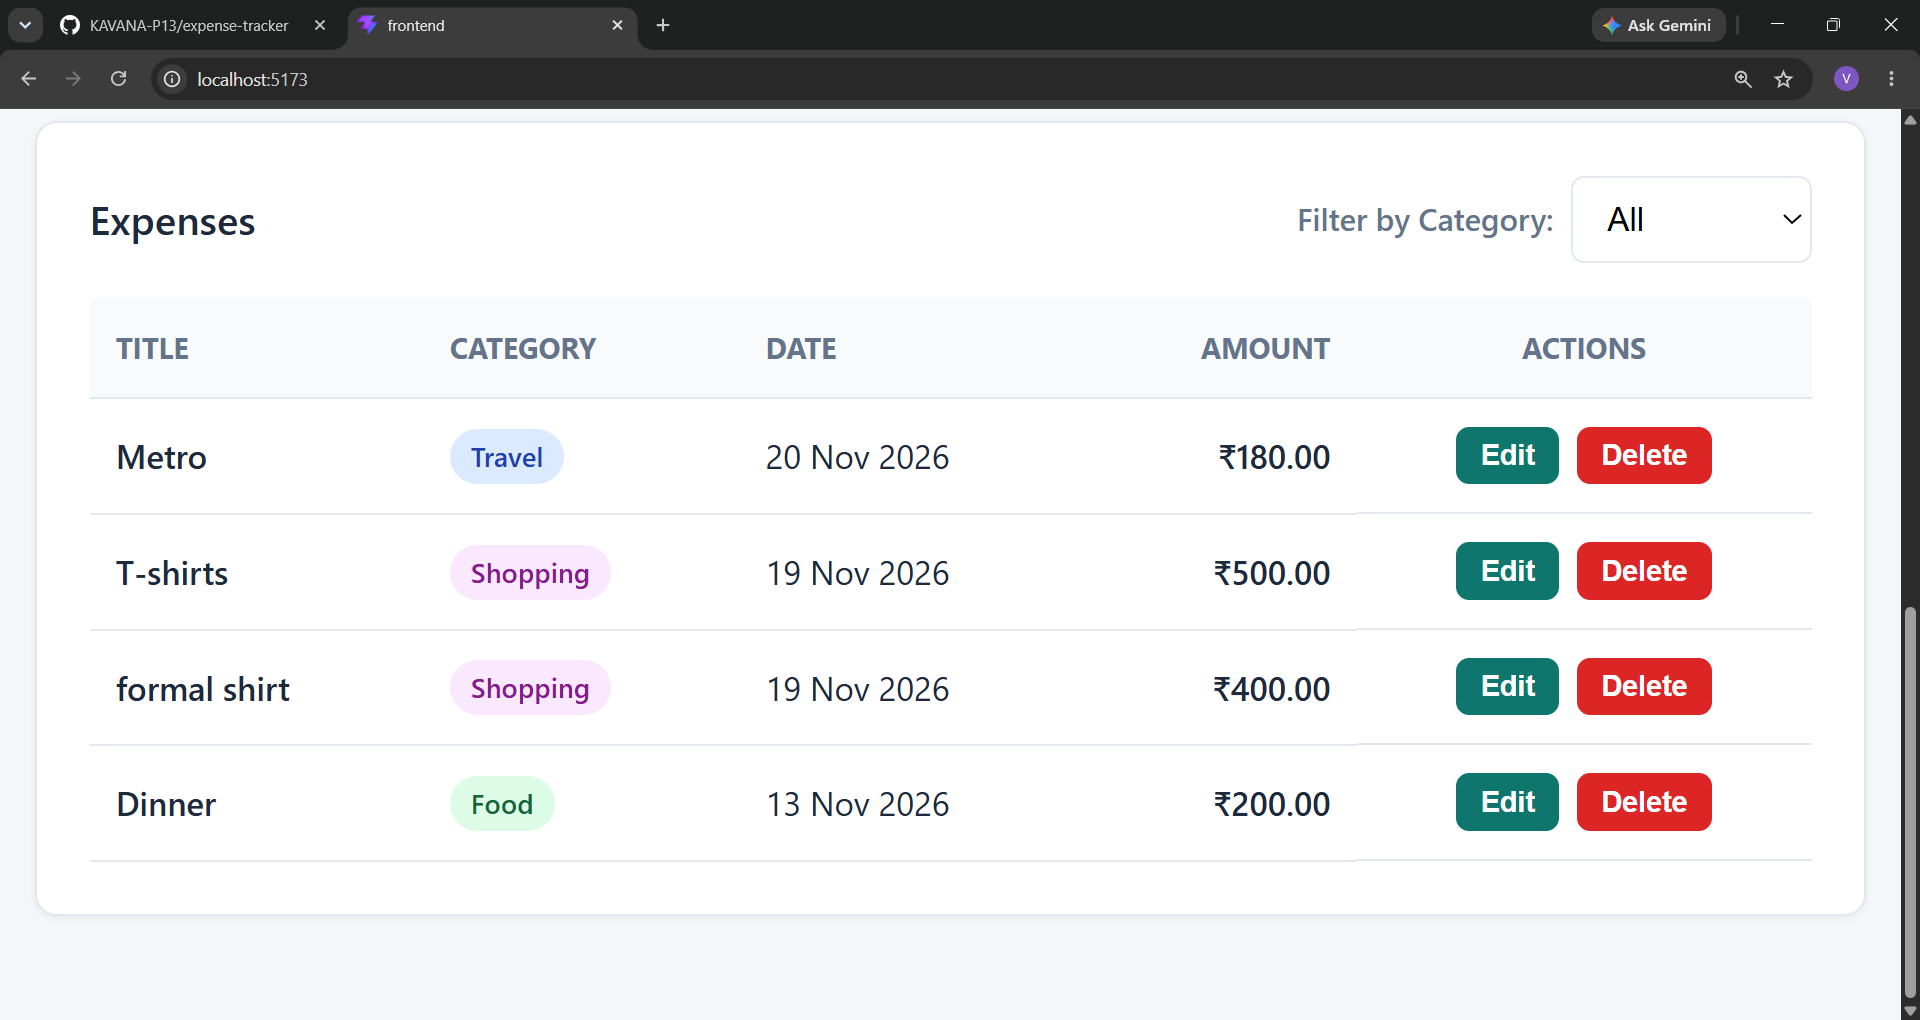 KAVANA-P13/expense-tracker
frontend
Ask Gemini
localhost:5173
V
Expenses
Filter by Category:
All
TITLE CATEGORY DATE AMOUNT ACTIONS
Metro Travel 20 Nov 2026 ₹180.00 Edit Delete
T-shirts Shopping 19 Nov 2026 ₹500.00 Edit Delete
formal shirt Shopping 19 Nov 2026 ₹400.00 Edit Delete
Dinner Food 13 Nov 2026 ₹200.00 Edit Delete